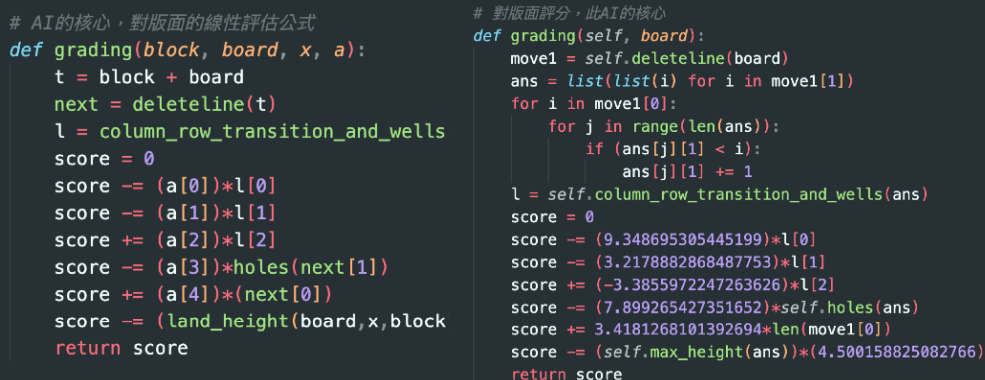 # AI的核心，對版面的線性評估公式
def grading(block, board, x, a):
    t = block + board
    next = deleteline(t)
    l = column_row_transition_and_wells
    score = 0
    score -= (a[0])*l[0]
    score -= (a[1])*l[1]
    score += (a[2])*l[2]
    score -= (a[3])*holes(next[1])
    score += (a[4])*(next[0])
    score -= (land_height(board,x,block
    return score
# 對版面評分，此AI的核心
def grading(self, board):
    move1 = self.deleteline(board)
    ans = list(list(i) for i in move1[1])
    for i in move1[0]:
        for j in range(len(ans)):
            if (ans[j][1] < i):
                ans[j][1] += 1
    l = self.column_row_transition_and_wells(ans)
    score = 0
    score -= (9.348695305445199)*l[0]
    score -= (3.2178882868487753)*l[1]
    score += (-3.3855972247263626)*l[2]
    score -= (7.899265427351652)*self.holes(ans)
    score += 3.4181268101392694*len(move1[0])
    score -= (self.max_height(ans))*(4.500158825082766)
    return score